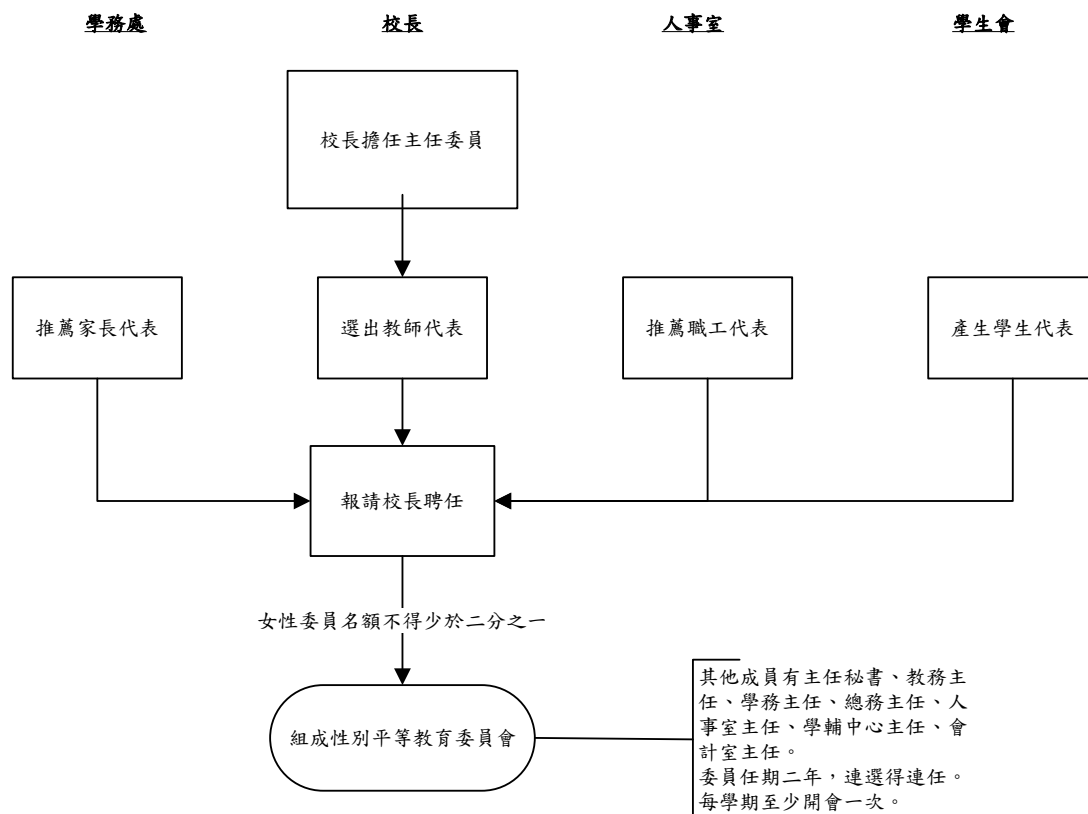 學務處
校長
人事室
學生會
校長擔任主任委員
推薦家長代表
選出教師代表
推薦職工代表
產生學生代表
報請校長聘任
女性委員名額不得少於二分之一
組成性別平等教育委員會
其他成員有主任秘書、教務主
任、學務主任、總務主任、人
事室主任、學輔中心主任、會
計室主任。
委員任期二年，連選得連任。
每學期至少開會一次。